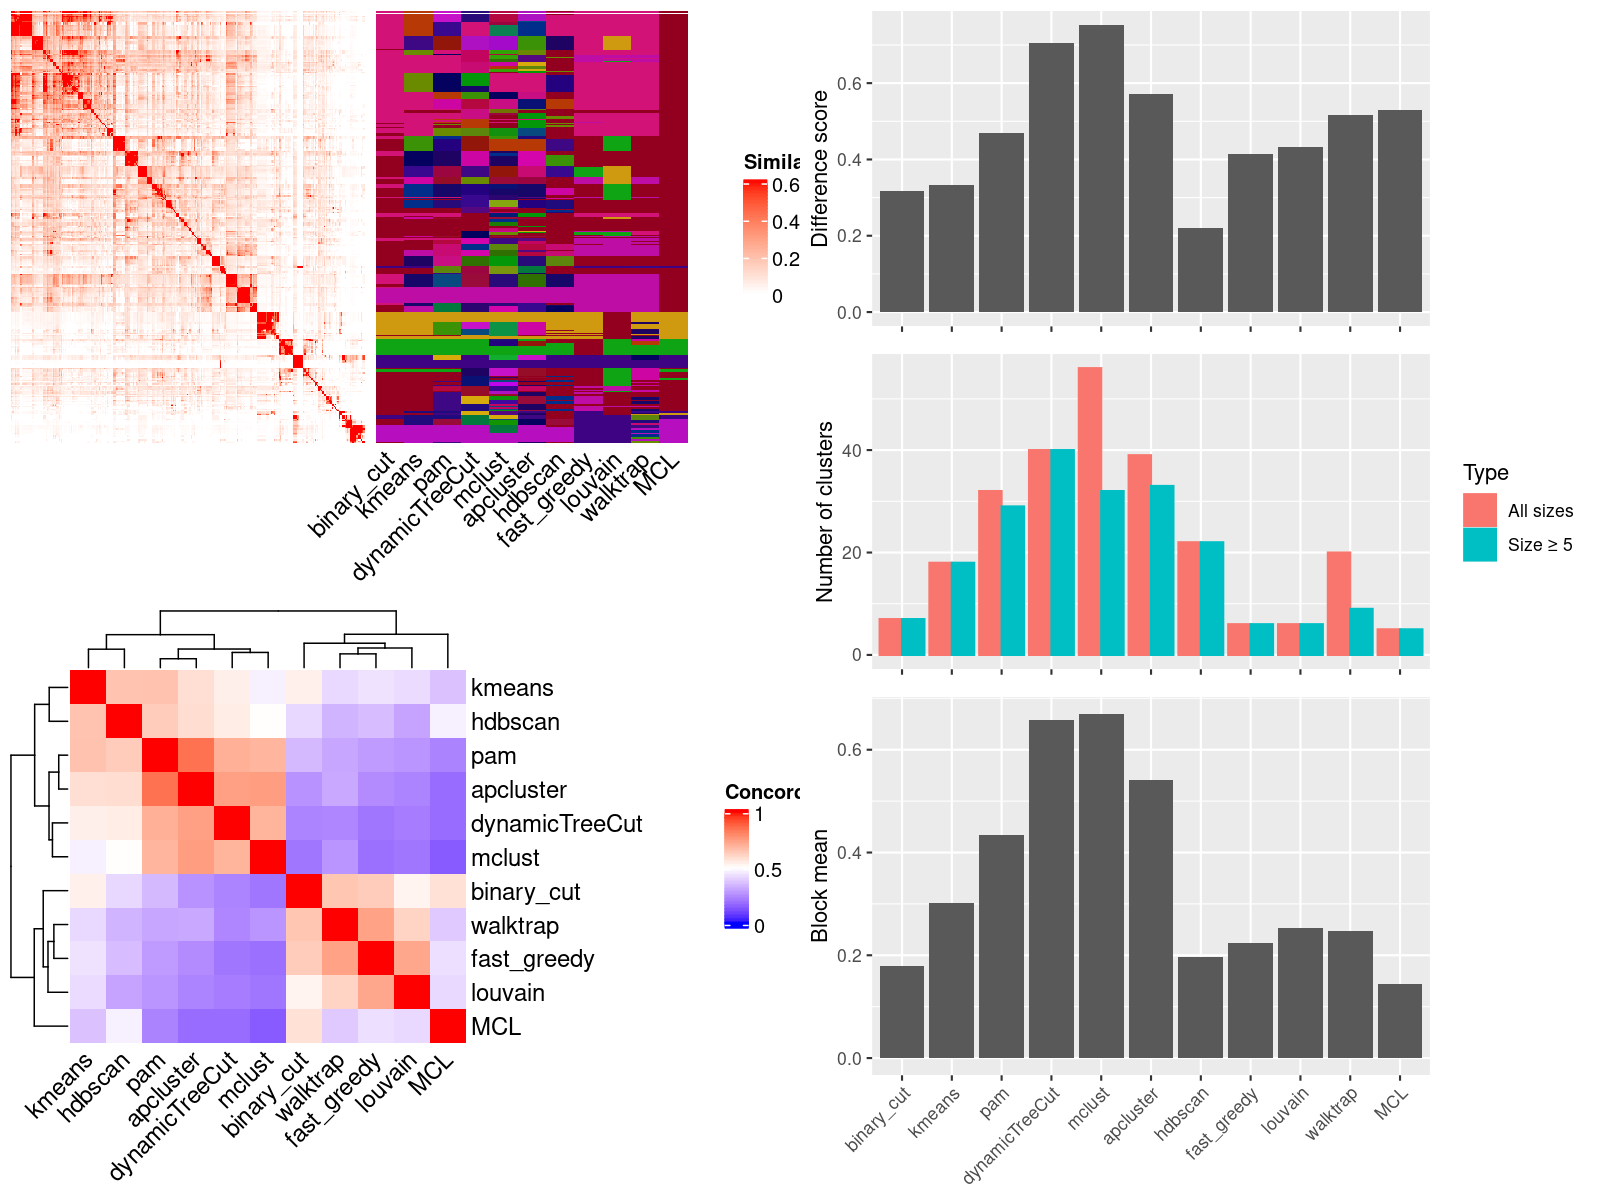 Simila
0.6
0.4
0.2
0
binary_cut
kmeans
pam
dynamicTreeCut
mclust
apcluster
hdbscan
fast_greedy
louvain
walktrap
MCL
kmeans
hdbscan
pam
apcluster
dynamicTreeCut
mclust
binary_cut
walktrap
fast_greedy
louvain
MCL
kmeans
hdbscan
pam
apcluster
dynamicTreeCut
mclust
binary_cut
walktrap
fast_greedy
louvain
MCL
Concord
1
0.5
0
Difference score
0.6
0.4
0.2
0.0
Number of clusters
40
20
0
Type
All sizes
Size ≥ 5
Block mean
0.6
0.4
0.2
0.0
binary_cut
kmeans
pam
dynamicTreeCut
mclust
apcluster
hdbscan
fast_greedy
louvain
walktrap
MCL